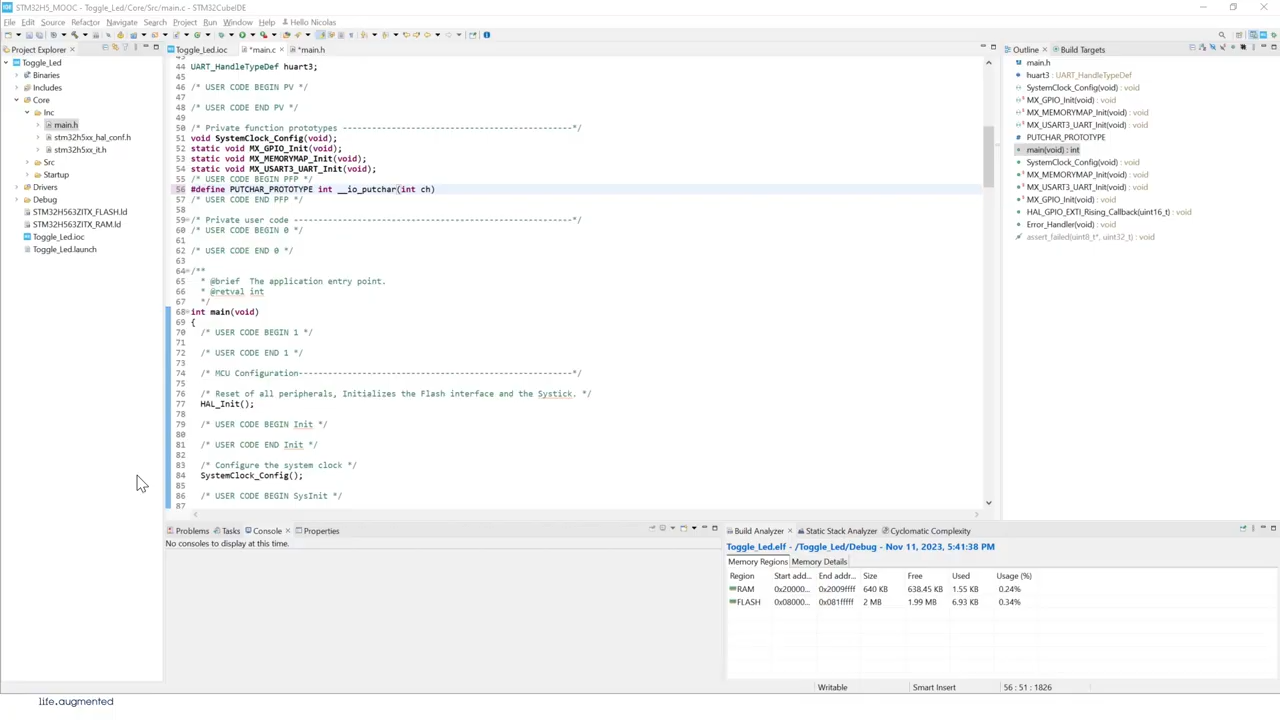 IDE STM32H5_MOOC - Toggle_Led/Core/Src/main.c - STM32CubeIDE
File Edit Source Refactor Navigate Search Project Run Window Help Hello Nicolas
Project Explorer
Toggle_Led
Binaries
Includes
Core
Inc
main.h
stm32h5xx_hal_conf.h
stm32h5xx_it.h
Src
Startup
Drivers
Debug
STM32H563ZITX_FLASH.ld
STM32H563ZITX_RAM.ld
Toggle_Led.ioc
Toggle_Led.launch
Toggle_Led.ioc *main.c *main.h
43
44 UART_HandleTypeDef huart3;
45
46 /* USER CODE BEGIN PV */
47
48 /* USER CODE END PV */
49
50 /* Private function prototypes -----------------------------------------------*/
51 void SystemClock_Config(void);
52 static void MX_GPIO_Init(void);
53 static void MX_MEMORYMAP_Init(void);
54 static void MX_USART3_UART_Init(void);
55 /* USER CODE BEGIN PFP */
56 #define PUTCHAR_PROTOTYPE int __io_putchar(int ch)
57 /* USER CODE END PFP */
58
59 /* Private user code ---------------------------------------------------------*/
60 /* USER CODE BEGIN 0 */
61
62 /* USER CODE END 0 */
63
64 /**
65 * @brief The application entry point.
66 * @retval int
67 */
68 int main(void)
69 {
70 /* USER CODE BEGIN 1 */
71
72 /* USER CODE END 1 */
73
74 /* MCU Configuration--------------------------------------------------------*/
75
76 /* Reset of all peripherals, Initializes the Flash interface and the Systick. */
77 HAL_Init();
78
79 /* USER CODE BEGIN Init */
80
81 /* USER CODE END Init */
82
83 /* Configure the system clock */
84 SystemClock_Config();
85
86 /* USER CODE BEGIN SysInit */
87
Outline Build Targets
main.h
huart3 : UART_HandleTypeDef
SystemClock_Config(void) : void
MX_GPIO_Init(void) : void
MX_MEMORYMAP_Init(void) : void
MX_USART3_UART_Init(void) : void
PUTCHAR_PROTOTYPE
main(void) : int
SystemClock_Config(void) : void
MX_MEMORYMAP_Init(void) : void
MX_USART3_UART_Init(void) : void
MX_GPIO_Init(void) : void
HAL_GPIO_EXTI_Rising_Callback(uint16_t) : void
Error_Handler(void) : void
assert_failed(uint8_t*, uint32_t) : void
Problems Tasks Console Properties
No consoles to display at this time.
Build Analyzer Static Stack Analyzer Cyclomatic Complexity
Toggle_Led.elf - /Toggle_Led/Debug - Nov 11, 2023, 5:41:38 PM
Memory Regions Memory Details
Region Start add... End addr... Size Free Used Usage (%)
RAM 0x20000... 0x2009ffff 640 KB 638.45 KB 1.55 KB 0.24%
FLASH 0x08000... 0x081fffff 2 MB 1.99 MB 6.93 KB 0.34%
Writable Smart Insert 56 : 51 : 1826
life.augmented